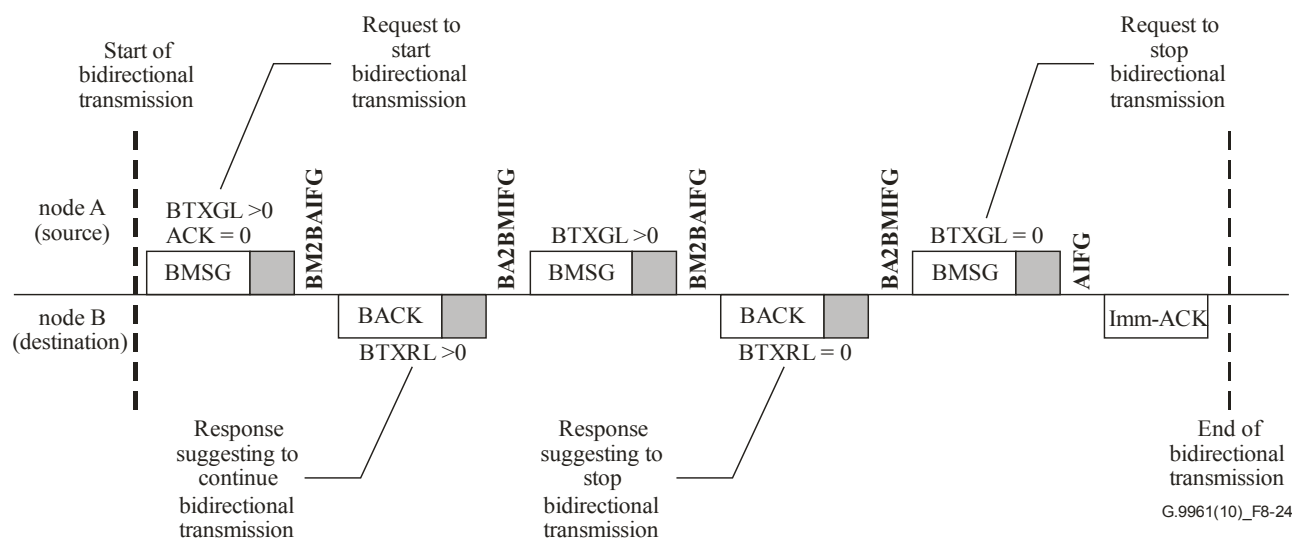 Start of
bidirectional
transmission
Request to
start
bidirectional
transmission
Request to
stop
bidirectional
transmission
node A
(source)
BTXGL >0
ACK = 0
BMSG
BM2BAIFG
BA2BMIFG
BTXGL >0
BMSG
BM2BAIFG
BA2BMIFG
BTXGL = 0
BMSG
AIFG
node B
(destination)
BACK
BTXRL >0
BACK
BTXRL = 0
Imm-ACK
Response
suggesting to
continue
bidirectional
transmission
Response
suggesting to
stop
bidirectional
transmission
End of
bidirectional
transmission
G.9961(10)_F8-24